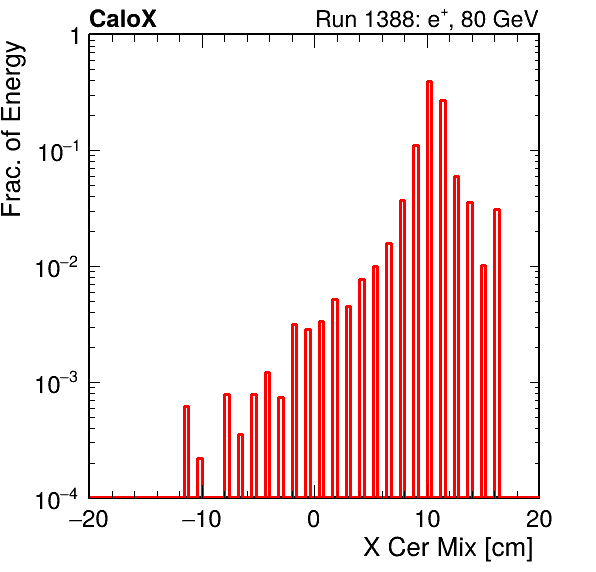 CaloX Run 1388: e⁺, 80 GeV
Frac. of Energy
1
10⁻¹
10⁻²
10⁻³
10⁻⁴
−20 −10 0 10 20
X Cer Mix [cm]